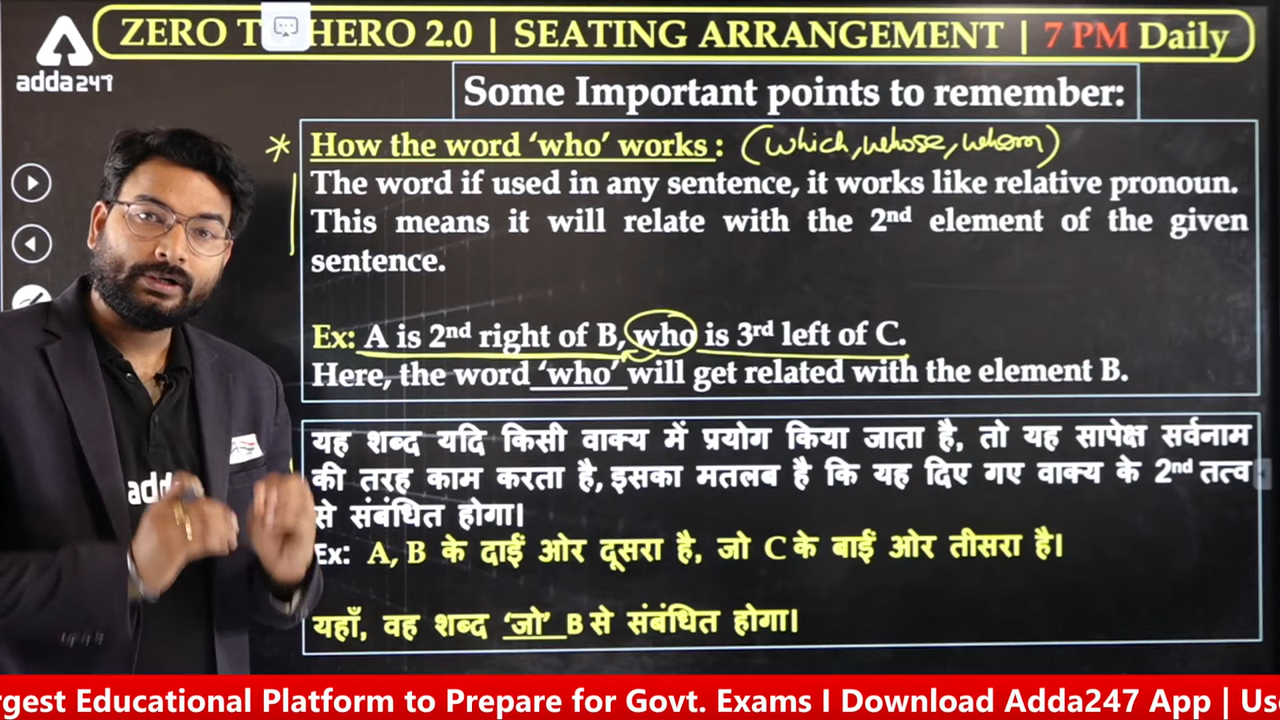 ZERO T HERO 2.0 | SEATING ARRANGEMENT | 7 PM Daily
adda247
Some Important points to remember:
* How the word ‘who’ works : (which, whose, whom)
The word if used in any sentence, it works like relative pronoun.
This means it will relate with the 2nd element of the given
sentence.
Ex: A is 2nd right of B, who is 3rd left of C.
Here, the word ‘who’ will get related with the element B.
यह शब्द यदि किसी वाक्य में प्रयोग किया जाता है, तो यह सापेक्ष सर्वनाम
की तरह काम करता है, इसका मतलब है कि यह दिए गए वाक्य के 2nd तत्व
से संबंधित होगा।
Ex: A, B के दाईं ओर दूसरा है, जो C के बाईं ओर तीसरा है।
यहाँ, वह शब्द ‘जो’ B से संबंधित होगा।
add
rgest Educational Platform to Prepare for Govt. Exams I Download Adda247 App | Us